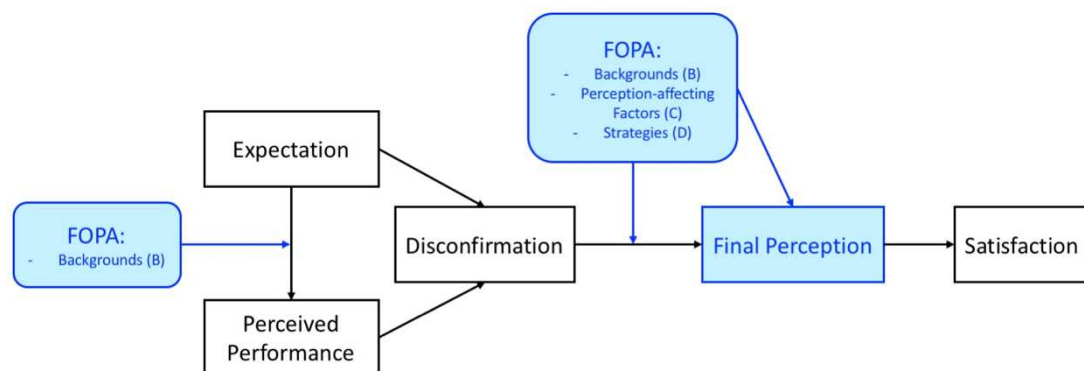 FOPA:
- Backgrounds (B)
- Perception-affecting
Factors (C)
- Strategies (D)
Expectation
FOPA:
- Backgrounds (B)
Disconfirmation
Final Perception
Satisfaction
Perceived
Performance